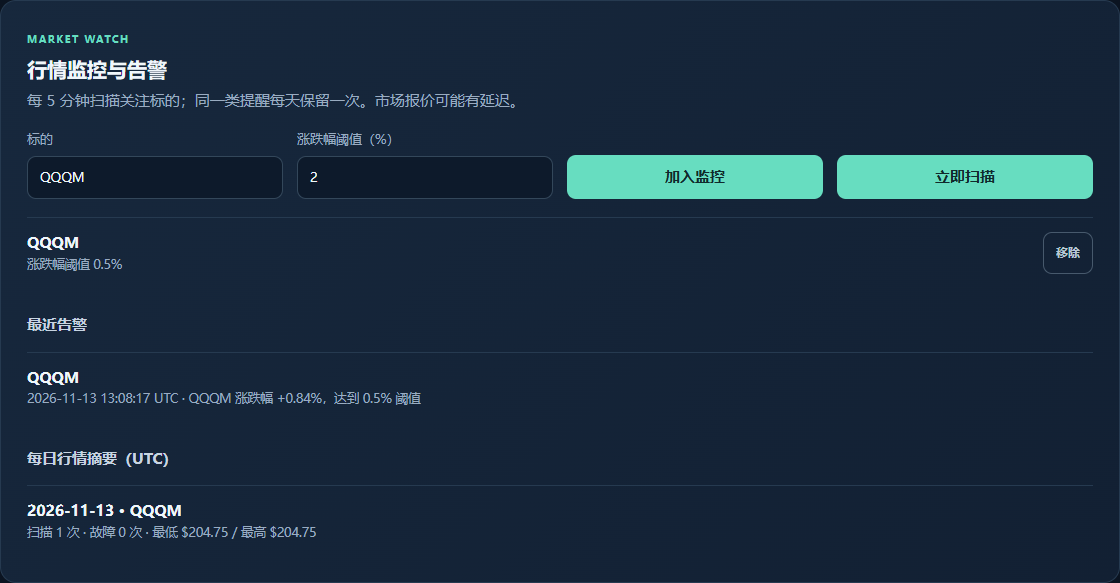 MARKET WATCH
行情监控与告警
每 5 分钟扫描关注标的；同一类提醒每天保留一次。市场报价可能有延迟。
标的
涨跌幅阈值（%）
QQQM
2
加入监控
立即扫描
QQQM
涨跌幅阈值 0.5%
移除
最近告警
QQQM
2026-11-13 13:08:17 UTC · QQQM 涨跌幅 +0.84%，达到 0.5% 阈值
每日行情摘要（UTC）
2026-11-13 • QQQM
扫描 1 次 · 故障 0 次 · 最低 $204.75 / 最高 $204.75